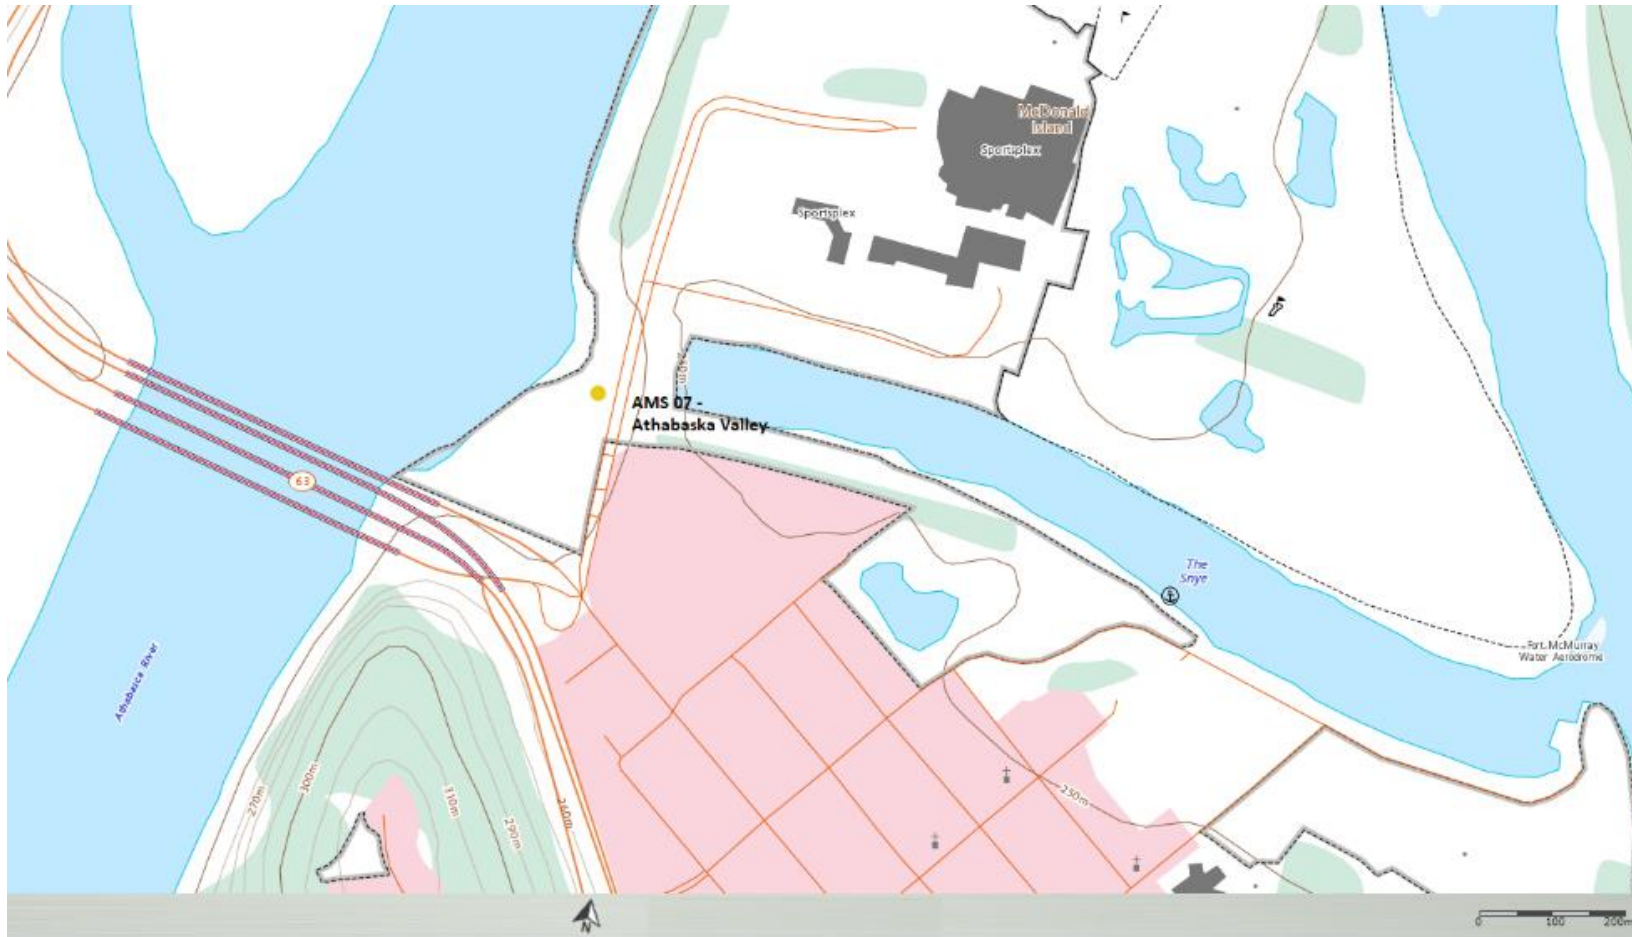 McDonald
Island
Sportsplex
Sportsplex
240m
AMS 07 -
Athabaska Valley
63
The
Snye
Fort McMurray
Water Aerodrome
Athabasca River
270m
300m
310m
290m
260m
250m
N
0 100 200m